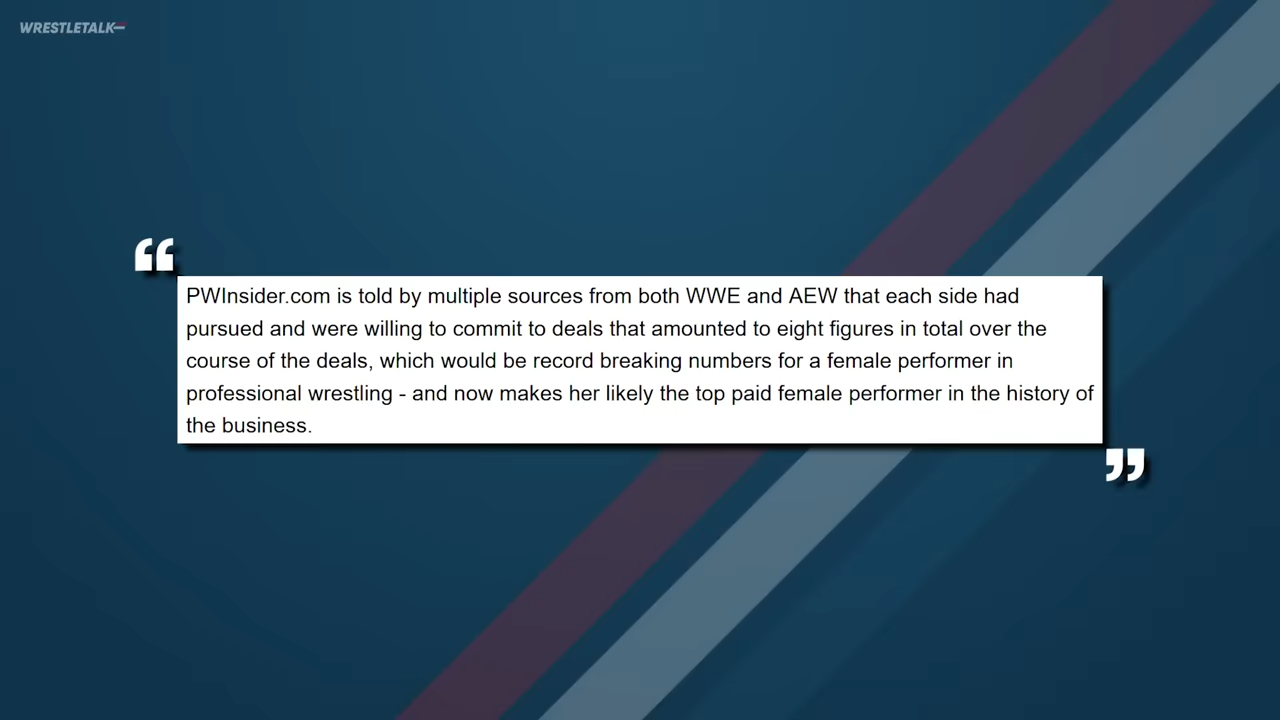 WRESTLETALK
“
PWInsider.com is told by multiple sources from both WWE and AEW that each side had
pursued and were willing to commit to deals that amounted to eight figures in total over the
course of the deals, which would be record breaking numbers for a female performer in
professional wrestling - and now makes her likely the top paid female performer in the history of
the business.
”